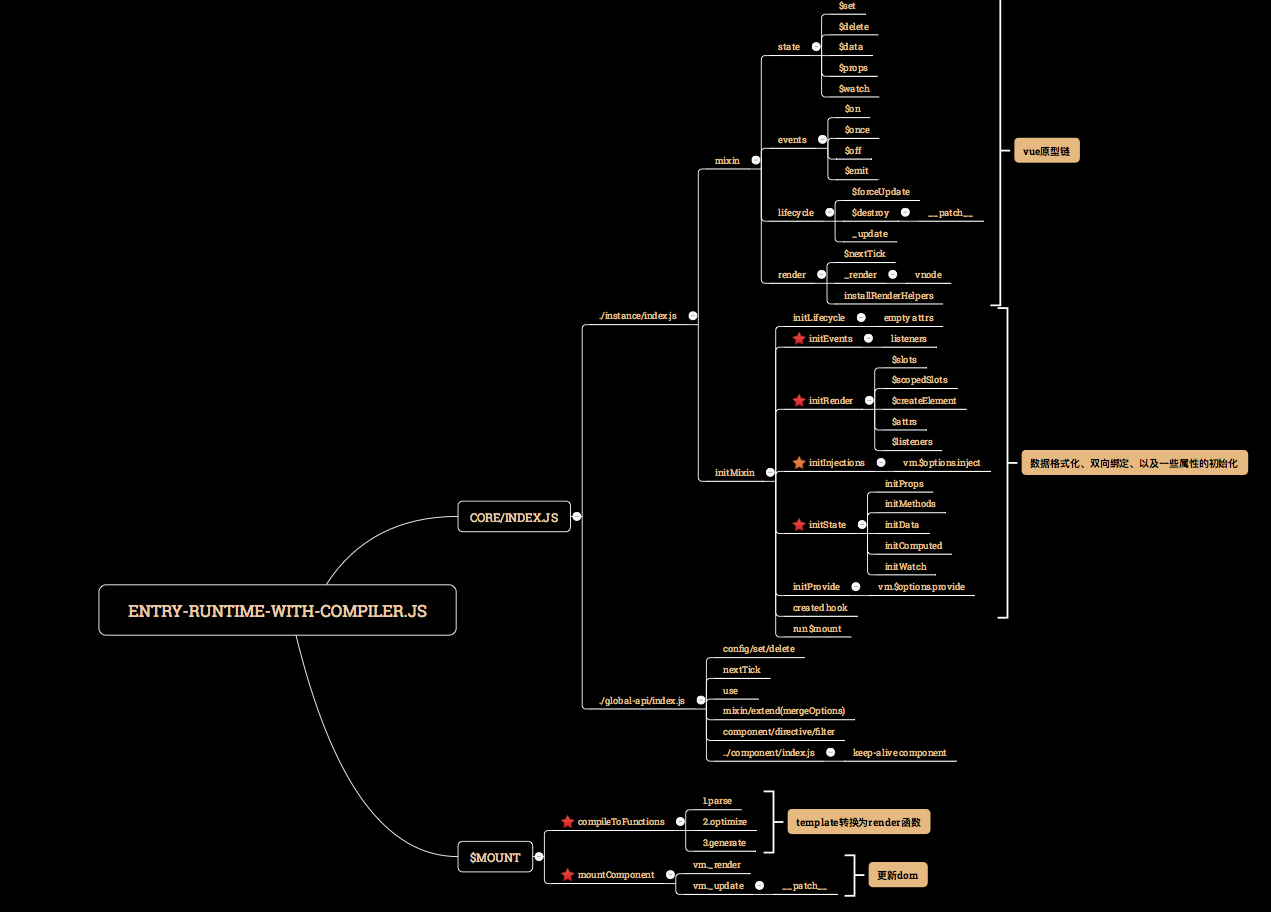 $set
$delete
state
$data
$props
$watch
$on
$once
events
$off
$emit
vue原型链
mixin
$forceUpdate
lifecycle
$destroy
__patch__
_update
$nextTick
render
_render
vnode
installRenderHelpers
./instance/index.js
initLifecycle
empty attrs
initEvents
listeners
$slots
$scopedSlots
initRender
$createElement
$attrs
$listeners
initMixin
initInjections
vm.$options.inject
数据格式化、双向绑定、以及一些属性的初始化
initProps
initMethods
initState
initData
initComputed
initWatch
initProvide
vm.$options.provide
created hook
run $mount
CORE/INDEX.JS
ENTRY-RUNTIME-WITH-COMPILER.JS
config/set/delete
nextTick
use
./global-api/index.js
mixin/extend(mergeOptions)
component/directive/filter
../component/index.js
keep-alive component
1.parse
compileToFunctions
2.optimize
3.generate
template转换为render函数
$MOUNT
vm._render
mountComponent
vm._update
__patch__
更新dom